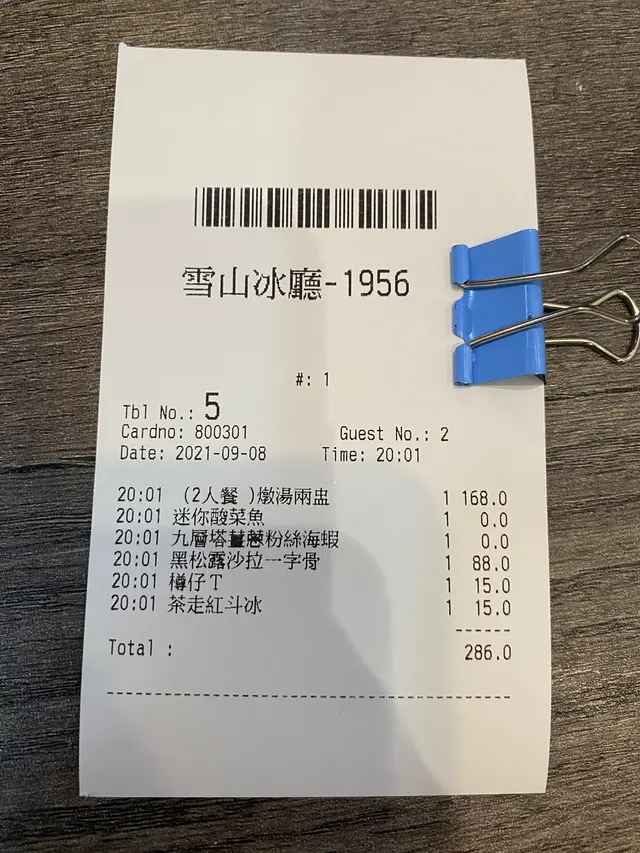 雪山冰廳-1956
#: 1
Tbl No.: 5
Cardno: 800301 Guest No.: 2
Date: 2021-09-08 Time: 20:01
20:01 (2人餐 )燉湯兩盅 1 168.0
20:01 迷你酸菜魚 1 0.0
20:01 九層塔薑蔥粉絲海蝦 1 0.0
20:01 黑松露沙拉一字骨 1 88.0
20:01 樽仔T 1 15.0
20:01 茶走紅斗冰 1 15.0
Total : 286.0